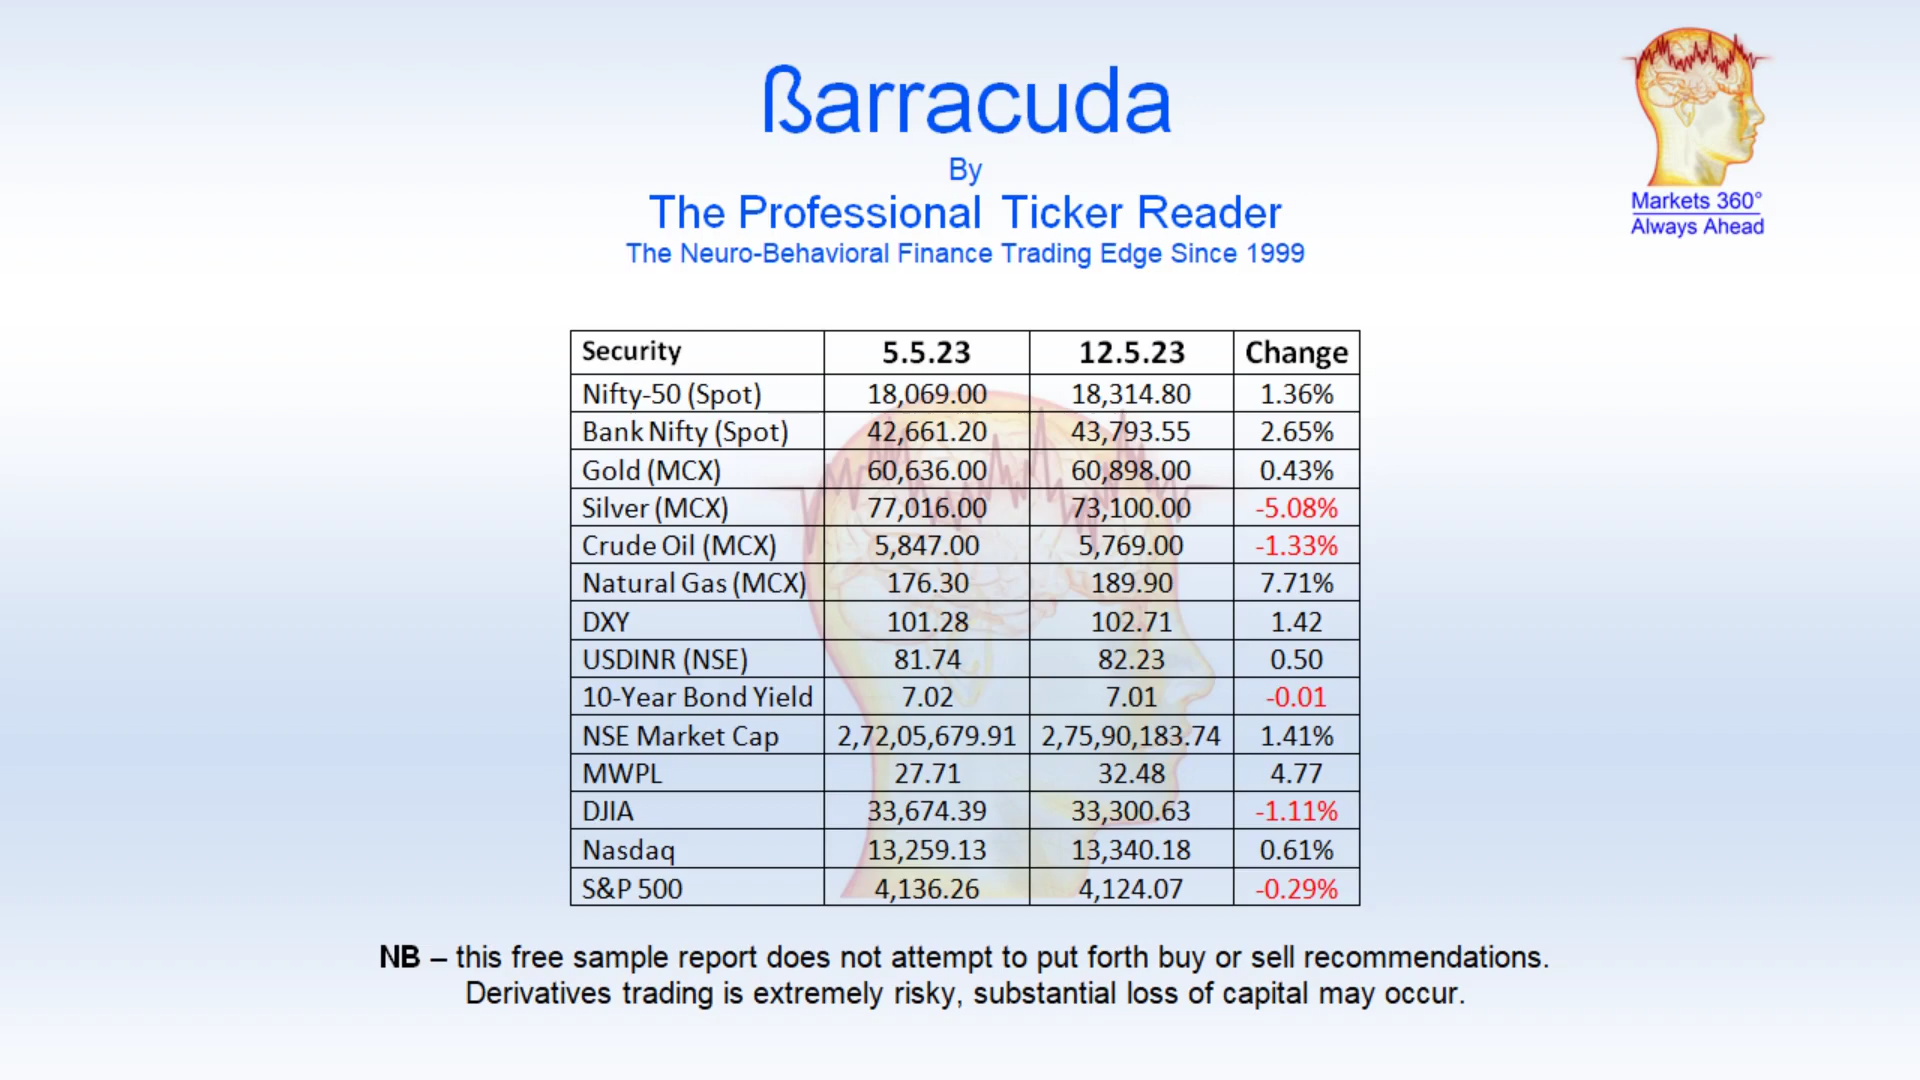 ßarracuda
By
The Professional Ticker Reader
The Neuro-Behavioral Finance Trading Edge Since 1999
Markets 360°
Always Ahead
Security 5.5.23 12.5.23 Change
Nifty-50 (Spot) 18,069.00 18,314.80 1.36%
Bank Nifty (Spot) 42,661.20 43,793.55 2.65%
Gold (MCX) 60,636.00 60,898.00 0.43%
Silver (MCX) 77,016.00 73,100.00 -5.08%
Crude Oil (MCX) 5,847.00 5,769.00 -1.33%
Natural Gas (MCX) 176.30 189.90 7.71%
DXY 101.28 102.71 1.42
USDINR (NSE) 81.74 82.23 0.50
10-Year Bond Yield 7.02 7.01 -0.01
NSE Market Cap 2,72,05,679.91 2,75,90,183.74 1.41%
MWPL 27.71 32.48 4.77
DJIA 33,674.39 33,300.63 -1.11%
Nasdaq 13,259.13 13,340.18 0.61%
S&P 500 4,136.26 4,124.07 -0.29%
NB – this free sample report does not attempt to put forth buy or sell recommendations.
Derivatives trading is extremely risky, substantial loss of capital may occur.